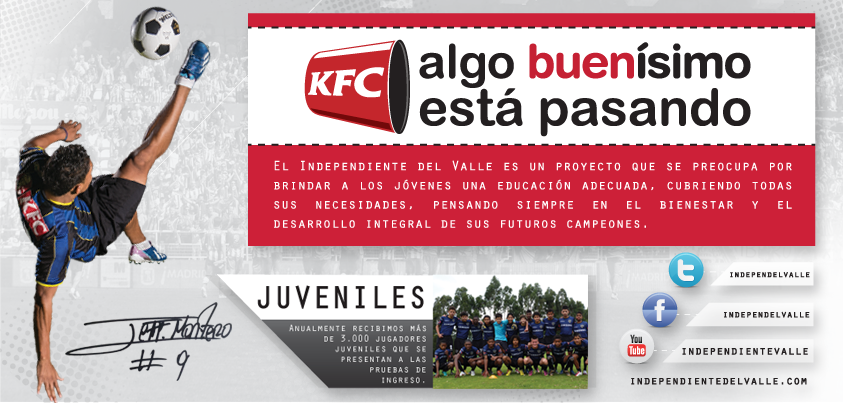 KFC
algo buenísimo
está pasando
EL INDEPENDIENTE DEL VALLE ES UN PROYECTO QUE SE PREOCUPA POR
BRINDAR A LOS JÓVENES UNA EDUCACIÓN ADECUADA, CUBRIENDO TODAS
SUS NECESIDADES, PENSANDO SIEMPRE EN EL BIENESTAR Y EL
DESARROLLO INTEGRAL DE SUS FUTUROS CAMPEONES.
KFC
Jeff. Montero
#9
JUVENILES
ANUALMENTE RECIBIMOS MÁS
DE 3.000 JUGADORES
JUVENILES QUE SE
PRESENTAN A LAS
PRUEBAS DE
INGRESO.
INDEPENDELVALLE
f
INDEPENDELVALLE
You
Tube
INDEPENDIENTEVALLE
INDEPENDIENTEDELVALLE.COM